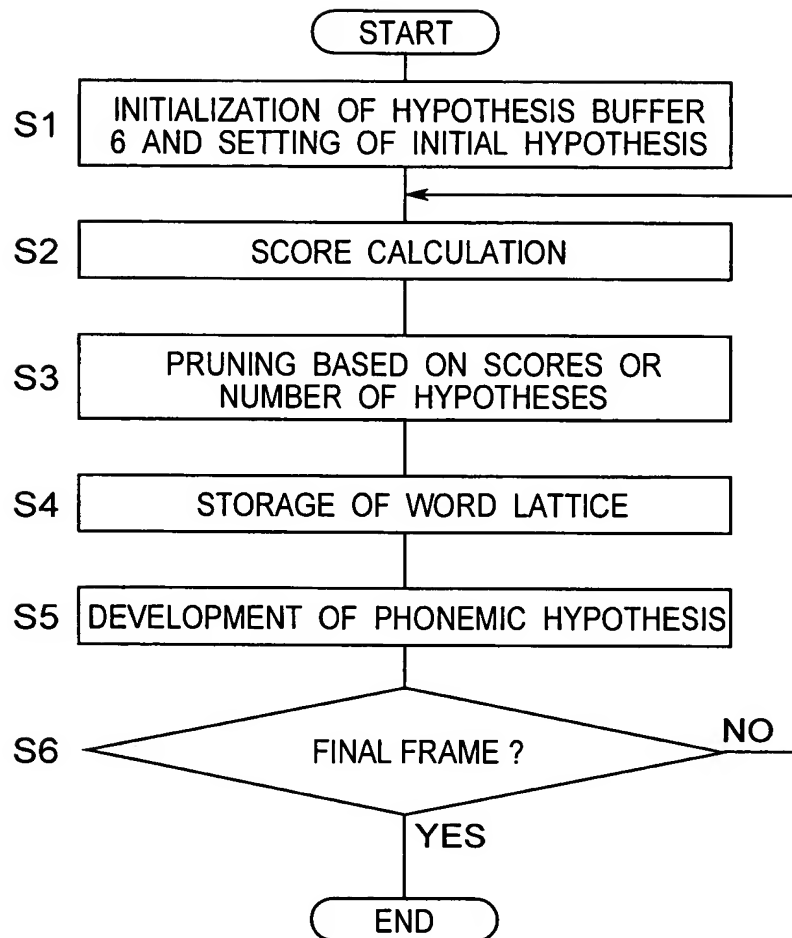 START
S1
INITIALIZATION OF HYPOTHESIS BUFFER
6 AND SETTING OF INITIAL HYPOTHESIS
S2
SCORE CALCULATION
S3
PRUNING BASED ON SCORES OR
NUMBER OF HYPOTHESES
S4
STORAGE OF WORD LATTICE
S5
DEVELOPMENT OF PHONEMIC HYPOTHESIS
S6
FINAL FRAME ?
NO
YES
END